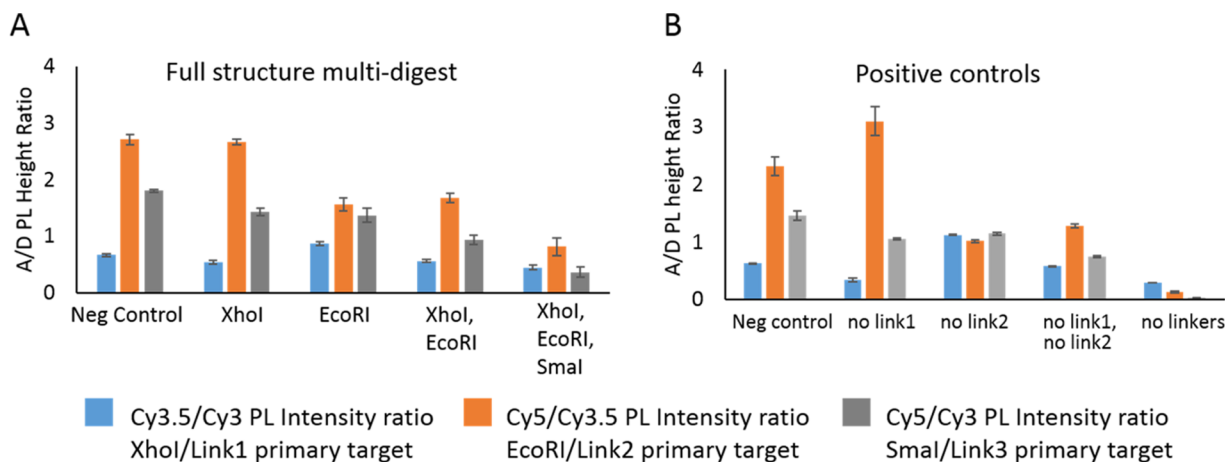 A
Full structure multi-digest
A/D PL Height Ratio
4
3
2
1
0
Neg Control
XhoI
EcoRI
XhoI,
EcoRI
XhoI,
EcoRI,
SmaI
B
Positive controls
A/D PL height Ratio
4
3
2
1
0
Neg control
no link1
no link2
no link1,
no link2
no linkers
Cy3.5/Cy3 PL Intensity ratio
XhoI/Link1 primary target
Cy5/Cy3.5 PL Intensity ratio
EcoRI/Link2 primary target
Cy5/Cy3 PL Intensity ratio
SmaI/Link3 primary target